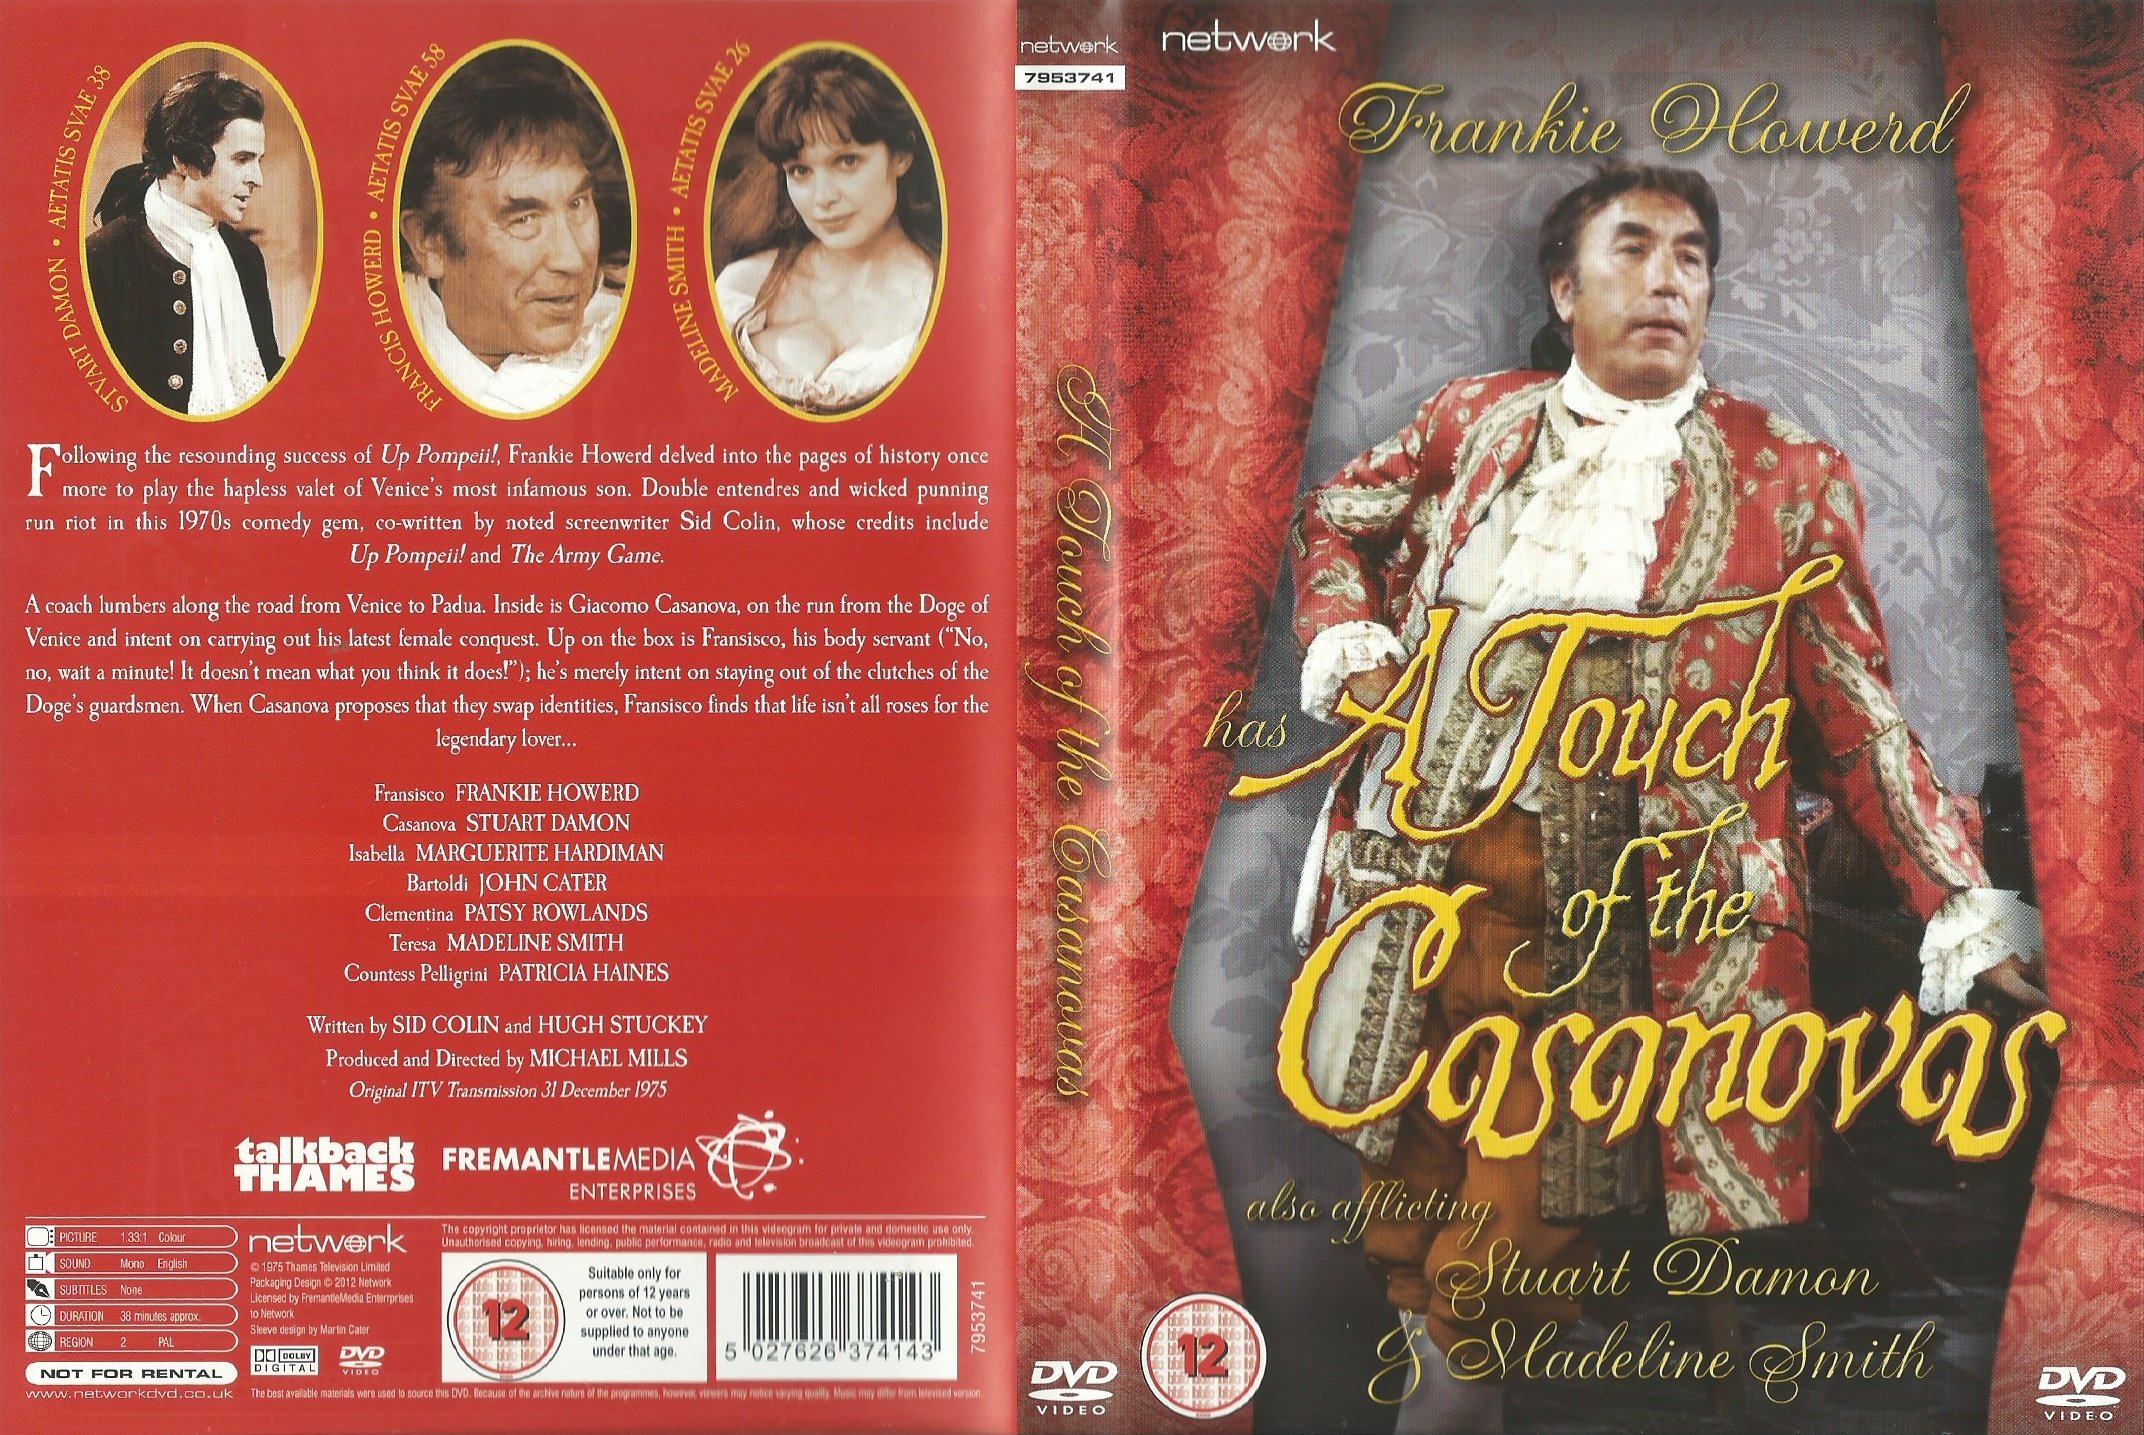 STVART DAMON • AETATIS SVAE 38
FRANCIS HOWERD • AETATIS SVAE 58
MADELINE SMITH • AETATIS SVAE 26
Following the resounding success of Up Pompeii!, Frankie Howerd delved into the pages of history once
more to play the hapless valet of Venice's most infamous son. Double entendres and wicked punning
run riot in this 1970s comedy gem, co-written by noted screenwriter Sid Colin, whose credits include
Up Pompeii! and The Army Game.
A coach lumbers along the road from Venice to Padua. Inside is Giacomo Casanova, on the run from the Doge of
Venice and intent on carrying out his latest female conquest. Up on the box is Fransisco, his body servant ("No,
no, wait a minute! It doesn't mean what you think it does!"); he's merely intent on staying out of the clutches of the
Doge's guardsmen. When Casanova proposes that they swap identities, Fransisco finds that life isn't all roses for the
legendary lover...
Fransisco FRANKIE HOWERD
Casanova STUART DAMON
Isabella MARGUERITE HARDIMAN
Bartoldi JOHN CATER
Clementina PATSY ROWLANDS
Teresa MADELINE SMITH
Countess Pelligrini PATRICIA HAINES
Written by SID COLIN and HUGH STUCKEY
Produced and Directed by MICHAEL MILLS
Original ITV Transmission 31 December 1975
talkback
THAMES
FREMANTLEMEDIA
ENTERPRISES
PICTURE 1.33:1 Colour
SOUND Mono English
SUBTITLES None
DURATION 38 minutes approx.
REGION 2 PAL
NOT FOR RENTAL
www.networkdvd.co.uk
network
© 1975 Thames Television Limited
Packaging Design © 2012 Network
Licensed by FremantleMedia Enterrprises
to Network
Sleeve design by Martin Cater
DOLBY
DIGITAL
DVD
VIDEO
The copyright proprietor has licensed the material contained in this videogram for private and domestic use only.
Unauthorised copying, hiring, lending, public performance, radio and television broadcast of this videogram prohibited.
12
Suitable only for
persons of 12 years
or over. Not to be
supplied to anyone
under that age.
5 027626 374143
7953741
The best available materials were used to source this DVD. Because of the archive nature of the programmes, however, viewers may notice varying quality. Music may differ from televised version.
network
7953741
A Touch of the Casanovas
DVD
VIDEO
network
Frankie Howerd
has A Touch
of the
Casanovas
also afflicting
Stuart Damon
& Madeline Smith
12
DVD
VIDEO